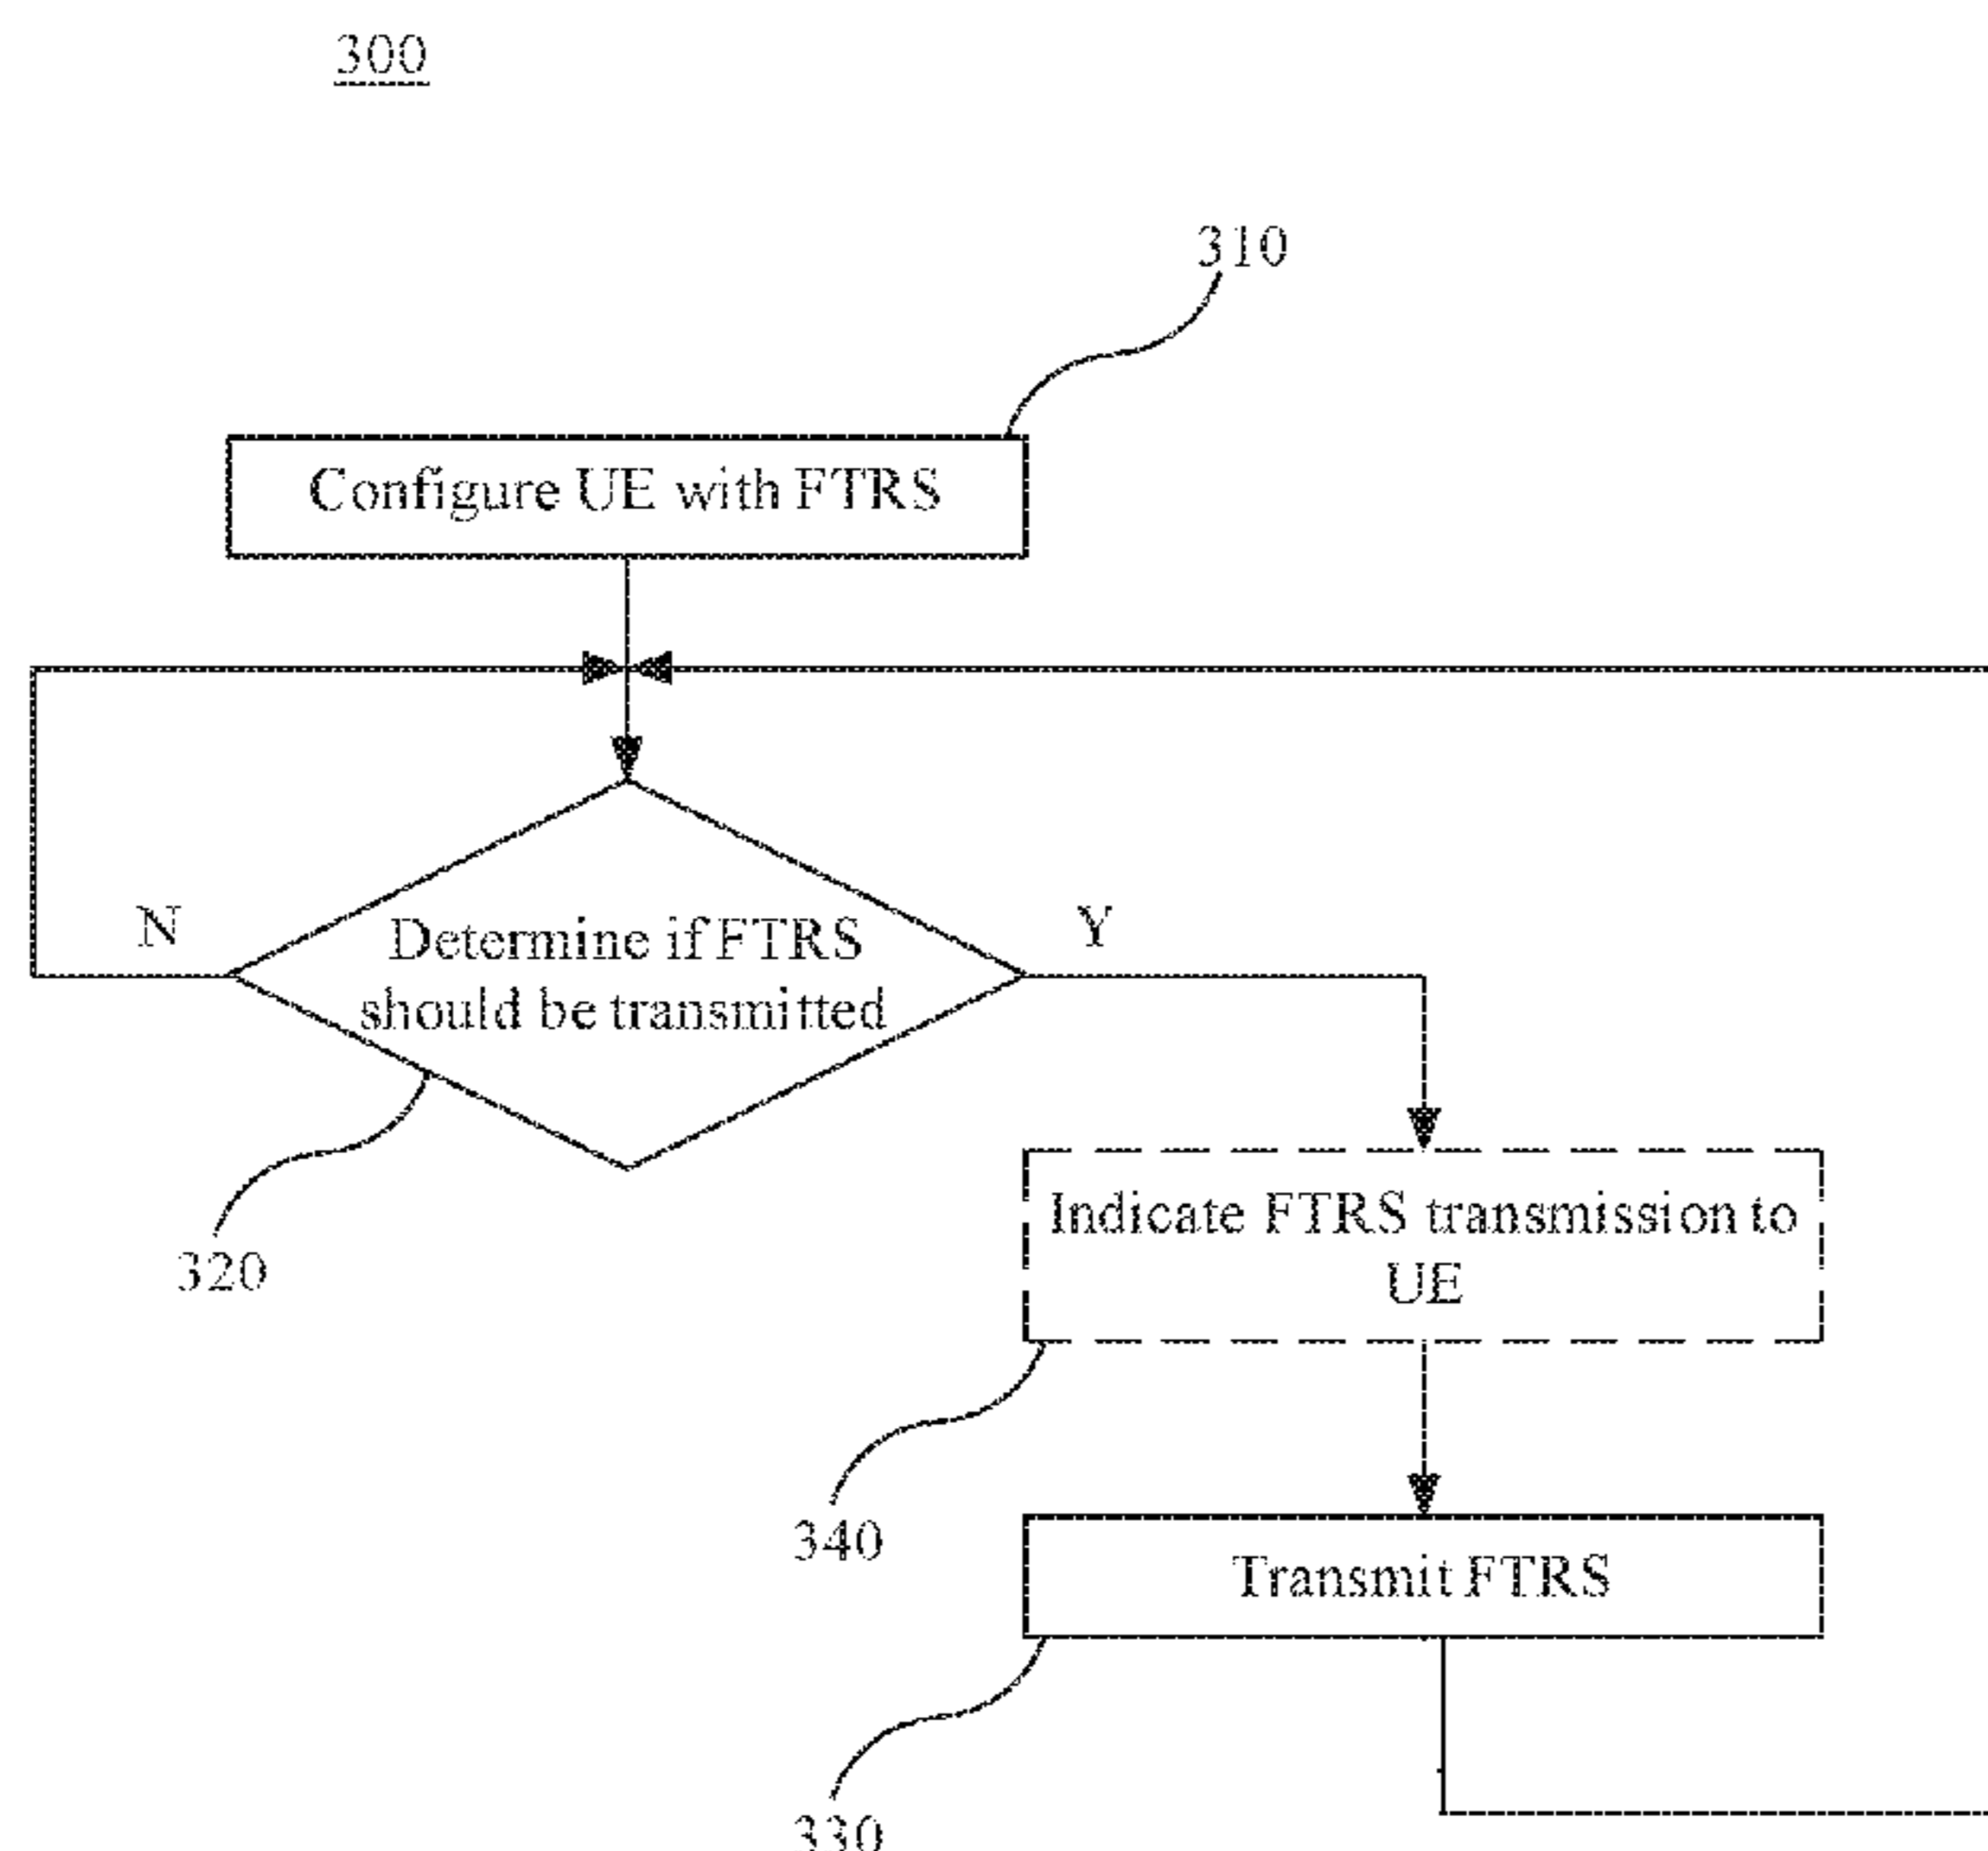 300
310
Configure UE with FTRS
N
Y
Determine if FTRS
should be transmitted
320
Indicate FTRS transmission to
UE
340
Transmit FTRS
330